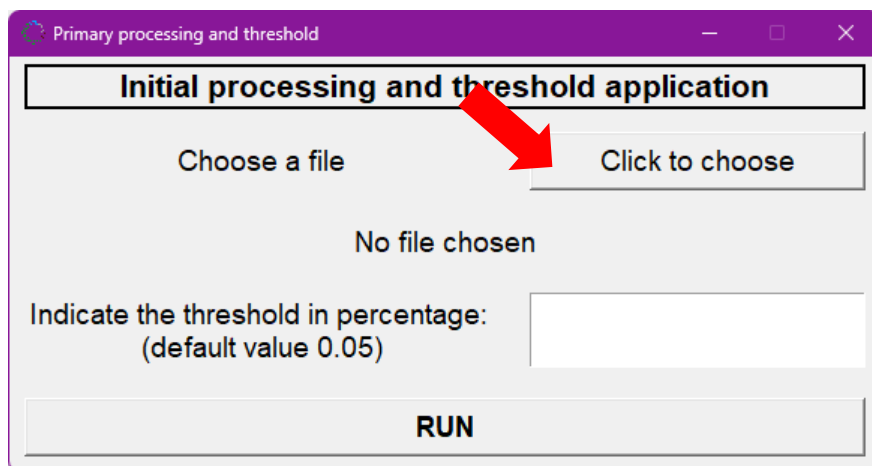 Primary processing and threshold
Initial processing and threshold application
Choose a file
Click to choose
No file chosen
Indicate the threshold in percentage:
(default value 0.05)
RUN